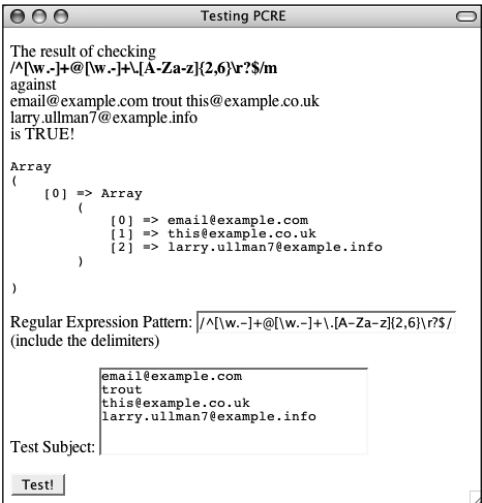 Testing PCRE
The result of checking
/^[\w.-]+@[\w.-]+\.[A-Za-z]{2,6}\r?$/m
against
email@example.com trout this@example.co.uk
larry.ullman7@example.info
is TRUE!
Array
(
[0] => Array
(
[0] => email@example.com
[1] => this@example.co.uk
[2] => larry.ullman7@example.info
)
)
Regular Expression Pattern: /^[\w.-]+@[\w.-]+\.[A-Za-z]{2,6}\r?$/
(include the delimiters)
email@example.com
trout
this@example.co.uk
larry.ullman7@example.info
Test Subject:
Test!